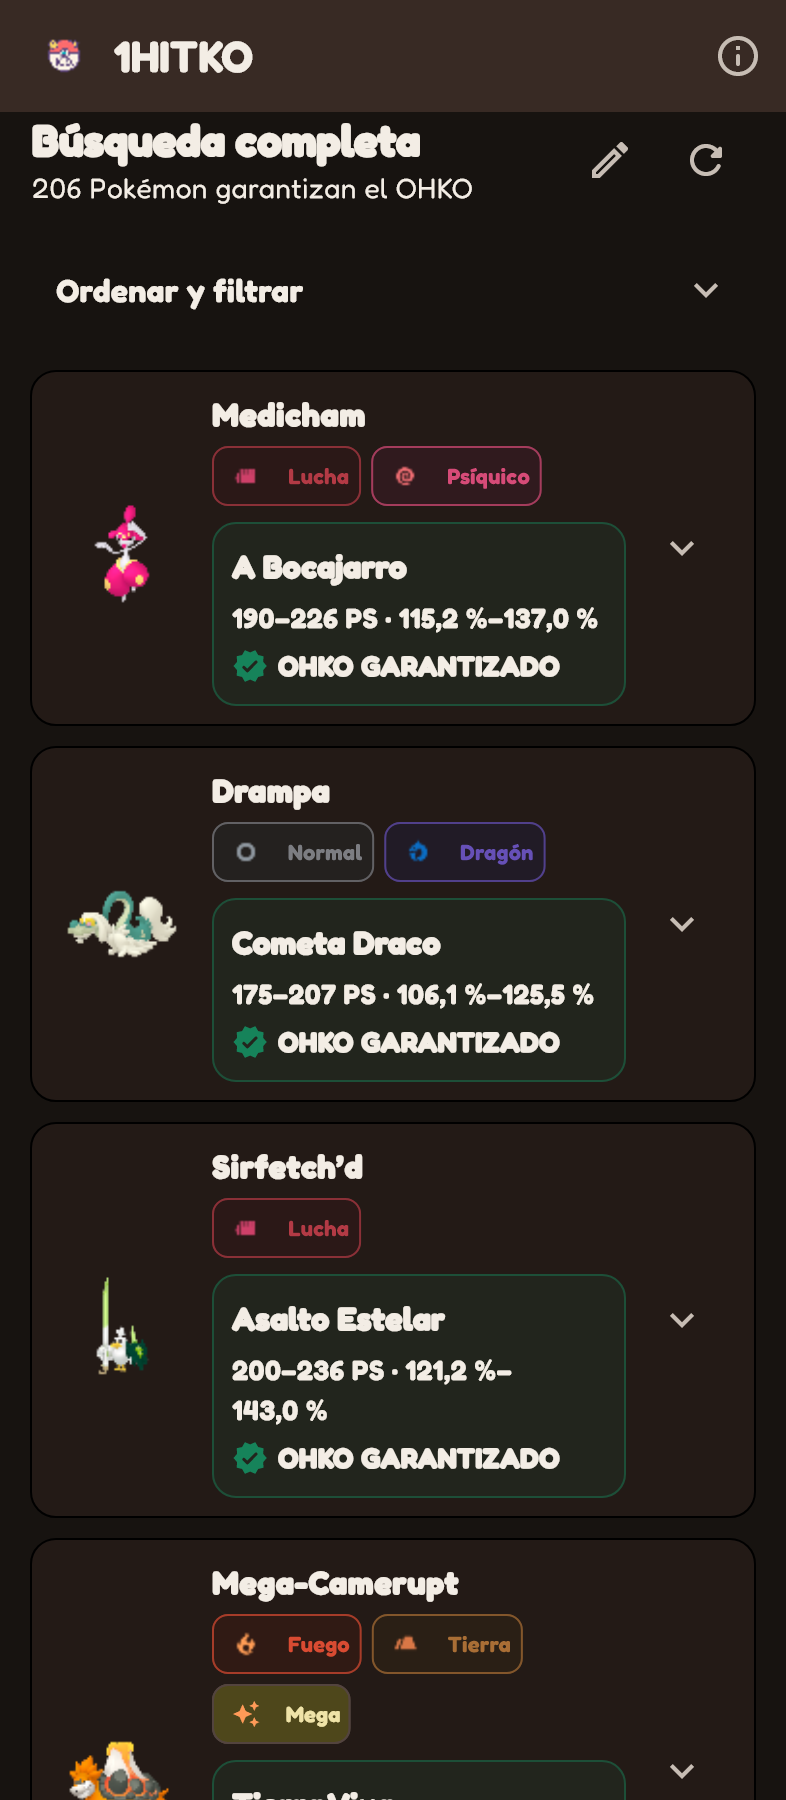 1HITKO
Búsqueda completa
206 Pokémon garantizan el OHKO
Ordenar y filtrar
Medicham
Lucha Psíquico
A Bocajarro
190–226 PS · 115,2 %–137,0 %
OHKO GARANTIZADO
Drampa
Normal Dragón
Cometa Draco
175–207 PS · 106,1 %–125,5 %
OHKO GARANTIZADO
Sirfetch’d
Lucha
Asalto Estelar
200–236 PS · 121,2 %–
143,0 %
OHKO GARANTIZADO
Mega-Camerupt
Fuego Tierra
Mega